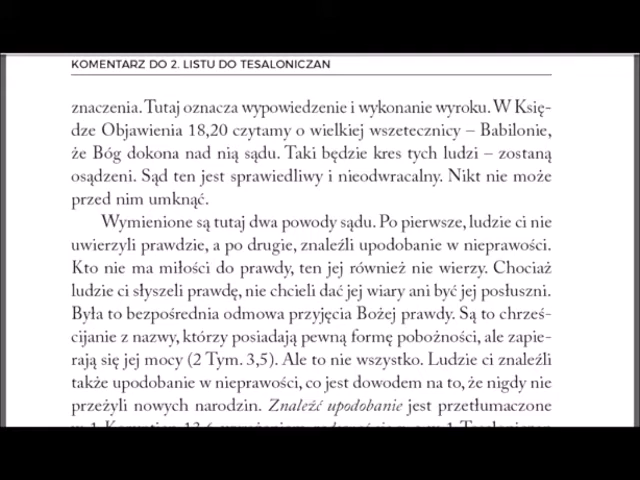 KOMENTARZ DO 2. LISTU DO TESALONICZAN
znaczenia. Tutaj oznacza wypowiedzenie i wykonanie wyroku. W Księ-
dze Objawienia 18,20 czytamy o wielkiej wszetecznicy – Babilonie,
że Bóg dokona nad nią sądu. Taki będzie kres tych ludzi – zostaną
osądzeni. Sąd ten jest sprawiedliwy i nieodwracalny. Nikt nie może
przed nim umknąć.
Wymienione są tutaj dwa powody sądu. Po pierwsze, ludzie ci nie
uwierzyli prawdzie, a po drugie, znaleźli upodobanie w nieprawości.
Kto nie ma miłości do prawdy, ten jej również nie wierzy. Chociaż
ludzie ci słyszeli prawdę, nie chcieli dać jej wiary ani być jej posłuszni.
Była to bezpośrednia odmowa przyjęcia Bożej prawdy. Są to chrześ-
cijanie z nazwy, którzy posiadają pewną formę pobożności, ale zapie-
rają się jej mocy (2 Tym. 3,5). Ale to nie wszystko. Ludzie ci znaleźli
także upodobanie w nieprawości, co jest dowodem na to, że nigdy nie
przeżyli nowych narodzin. Znaleźć upodobanie jest przetłumaczone